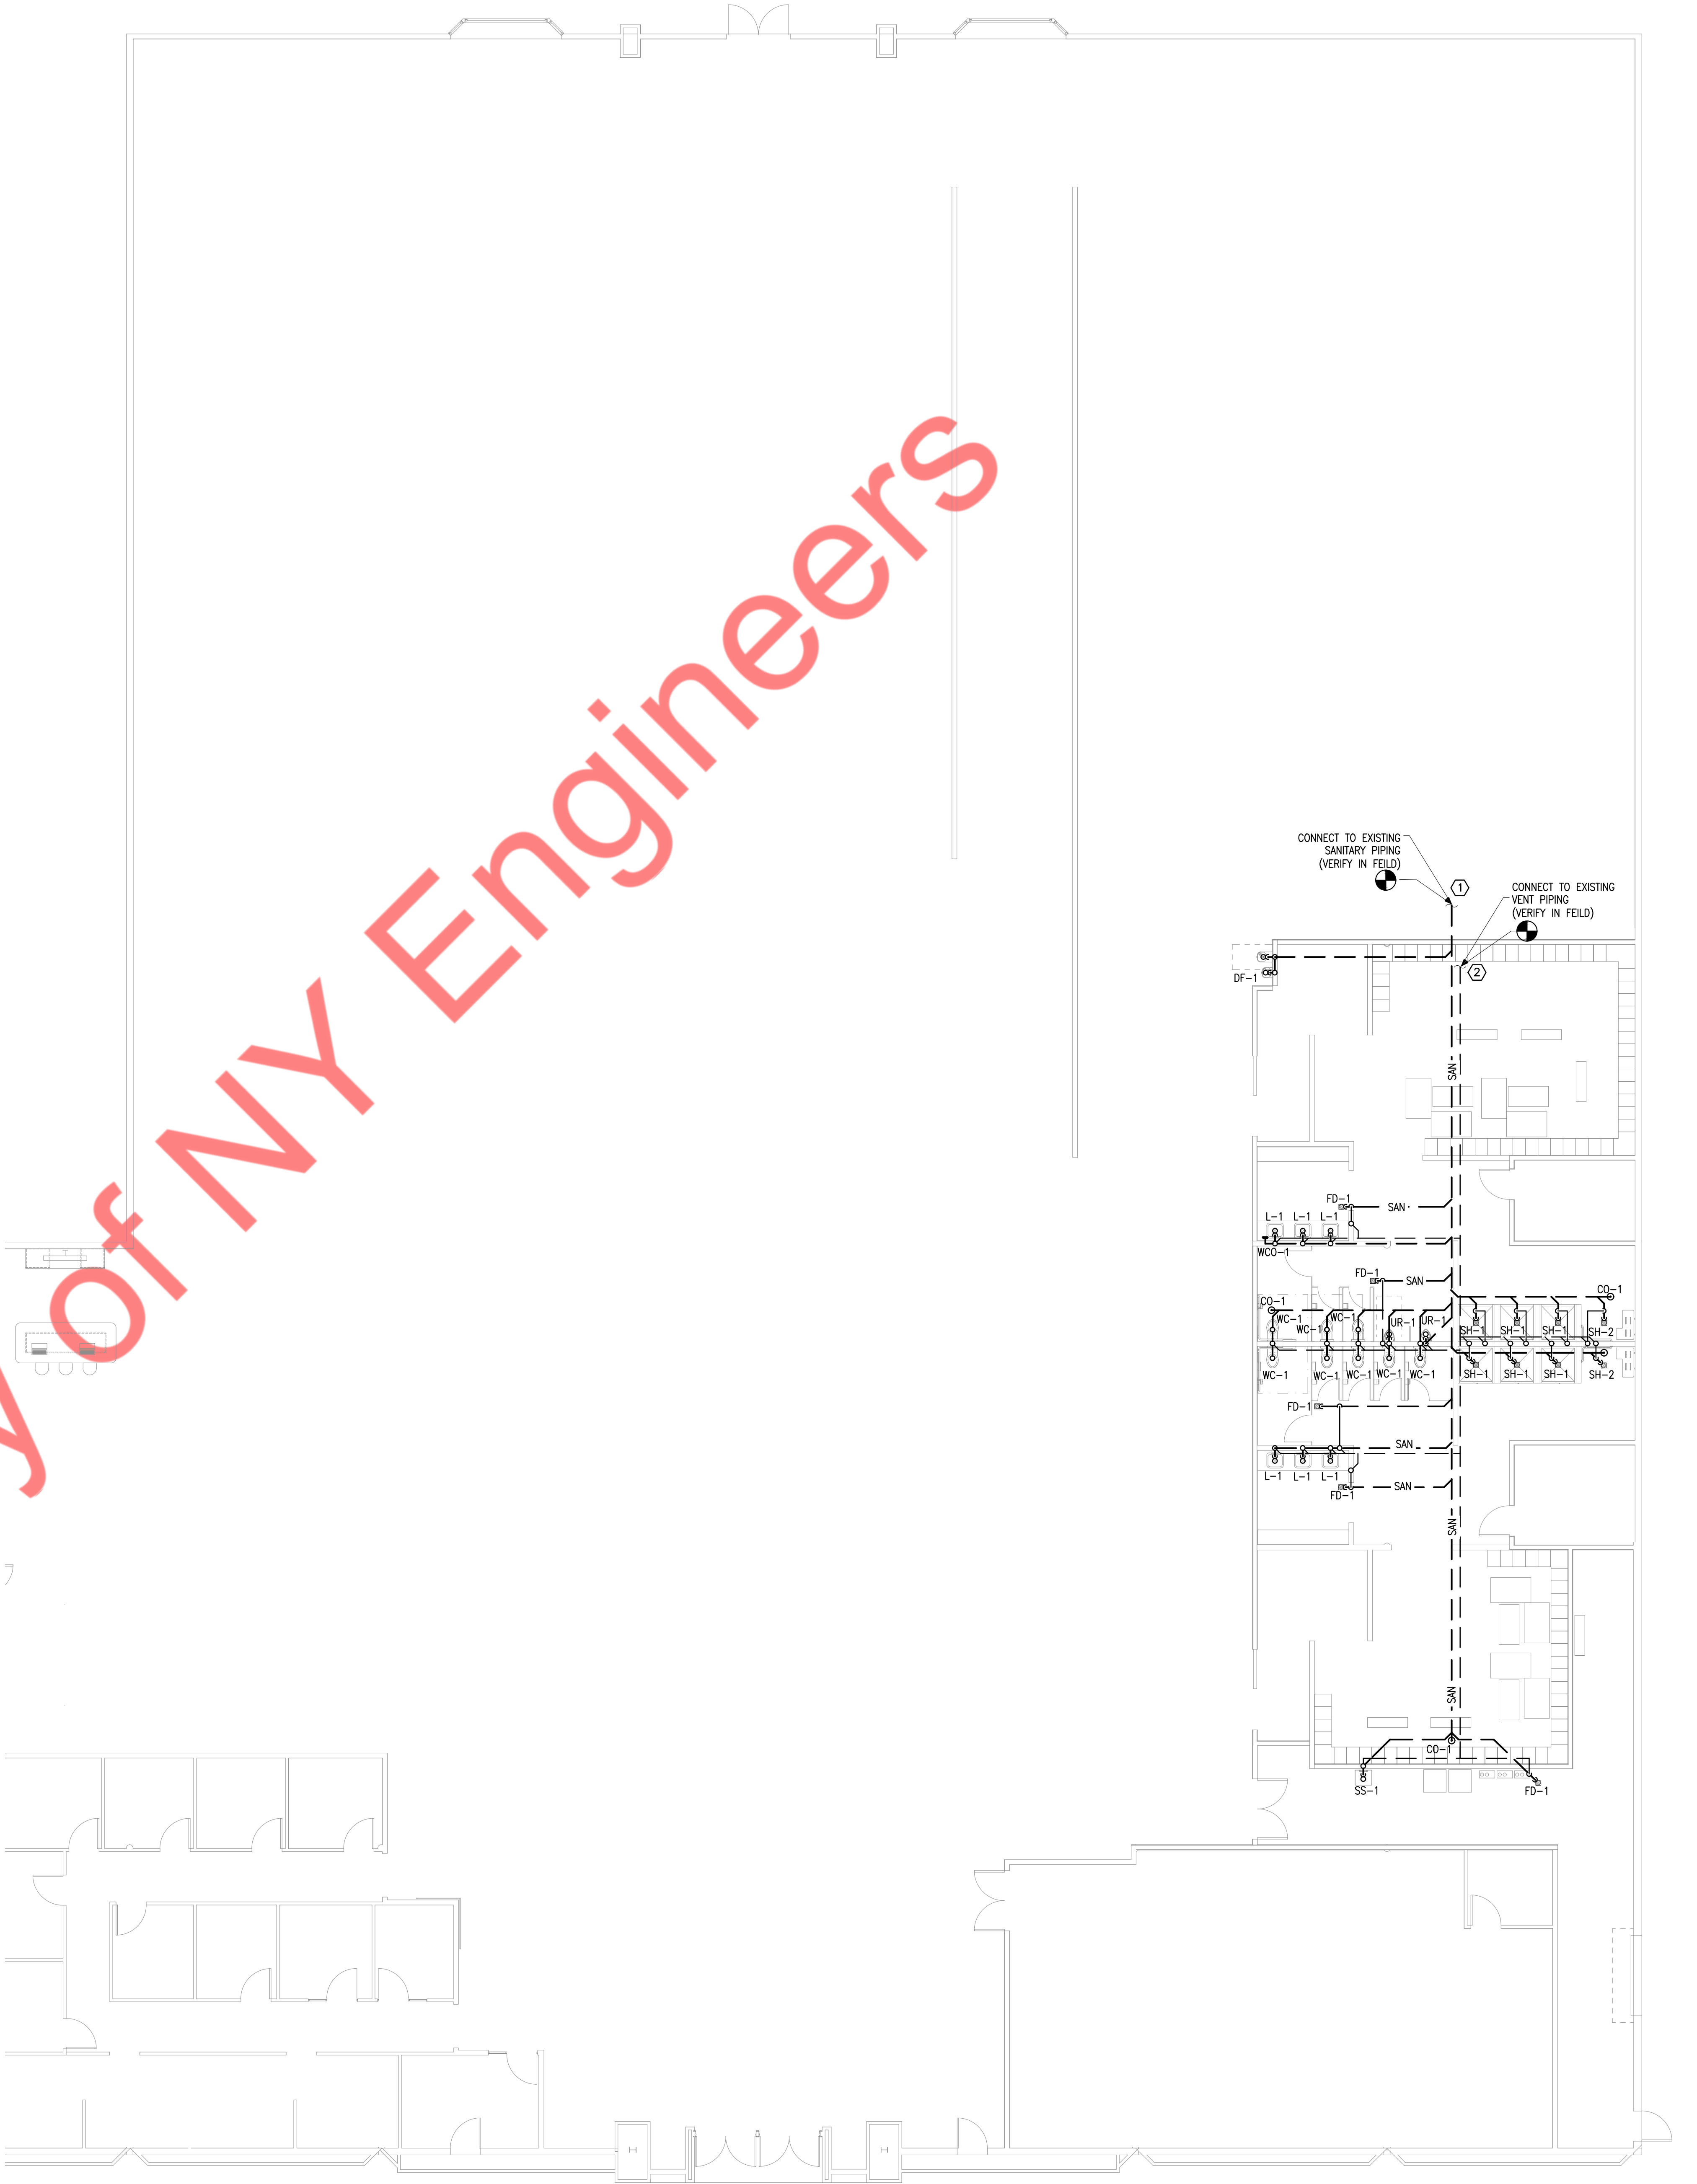 y of NY Engineers
CONNECT TO EXISTING
SANITARY PIPING
(VERIFY IN FEILD)
1
CONNECT TO EXISTING
VENT PIPING
(VERIFY IN FEILD)
2
DF-1
SAN
FD-1
SAN
L-1 L-1 L-1
WCO-1
FD-1
SAN
CO-1
CO-1
WC-1
WC-1
WC-1
UR-1
UR-1
SH-1
SH-1
SH-1
SH-2
WC-1
WC-1
WC-1
WC-1
WC-1
SH-1
SH-1
SH-1
SH-2
FD-1
SAN
L-1 L-1 L-1
SAN
FD-1
SAN
SAN
CO-1
SS-1
FD-1